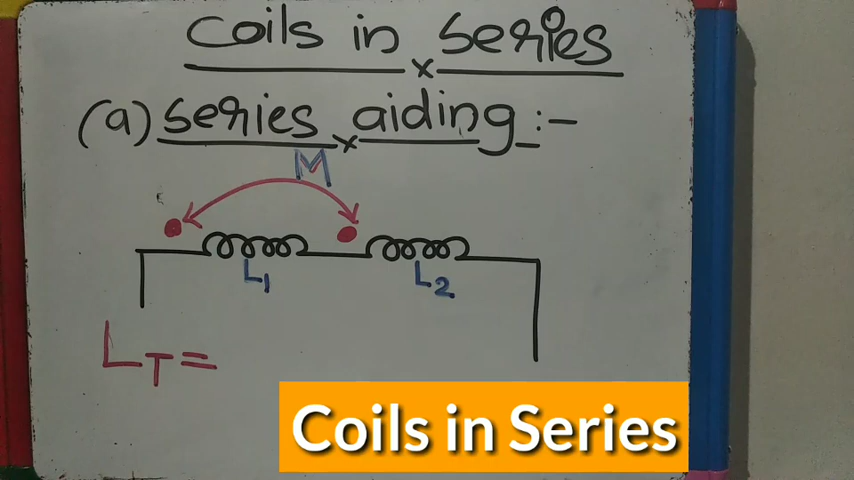 Coils in Series
(a) Series aiding :-
M
L1 L2
LT =
Coils in Series